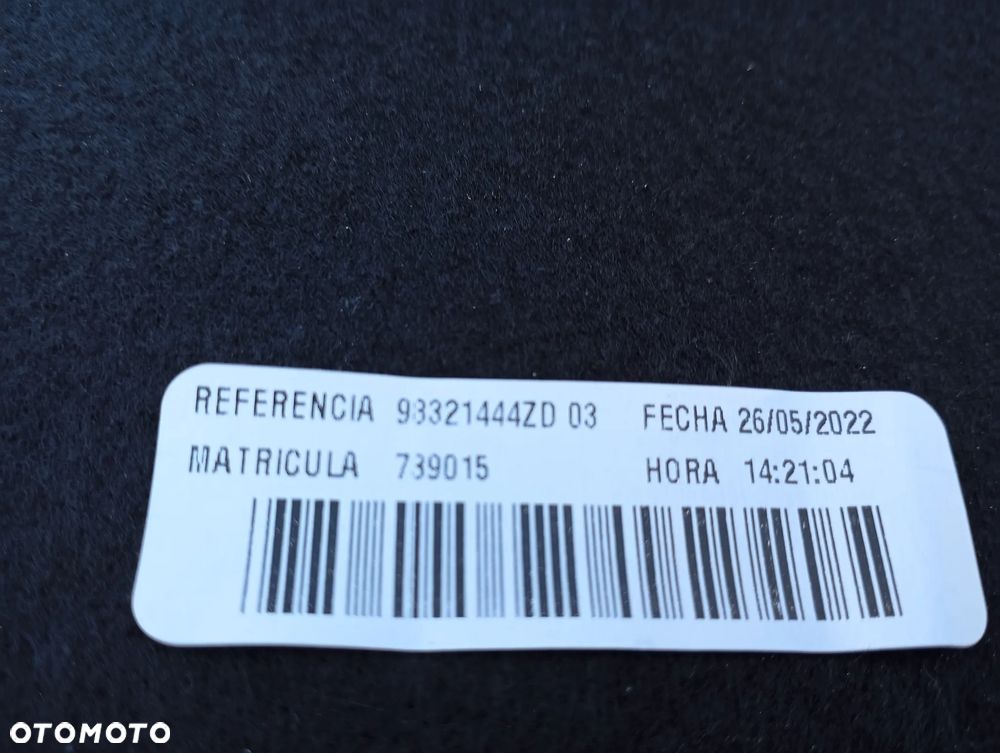 REFERENCIA 98321444ZD 03 FECHA 26/05/2022
MATRICULA 739015 HORA 14:21:04
OTOMOTO